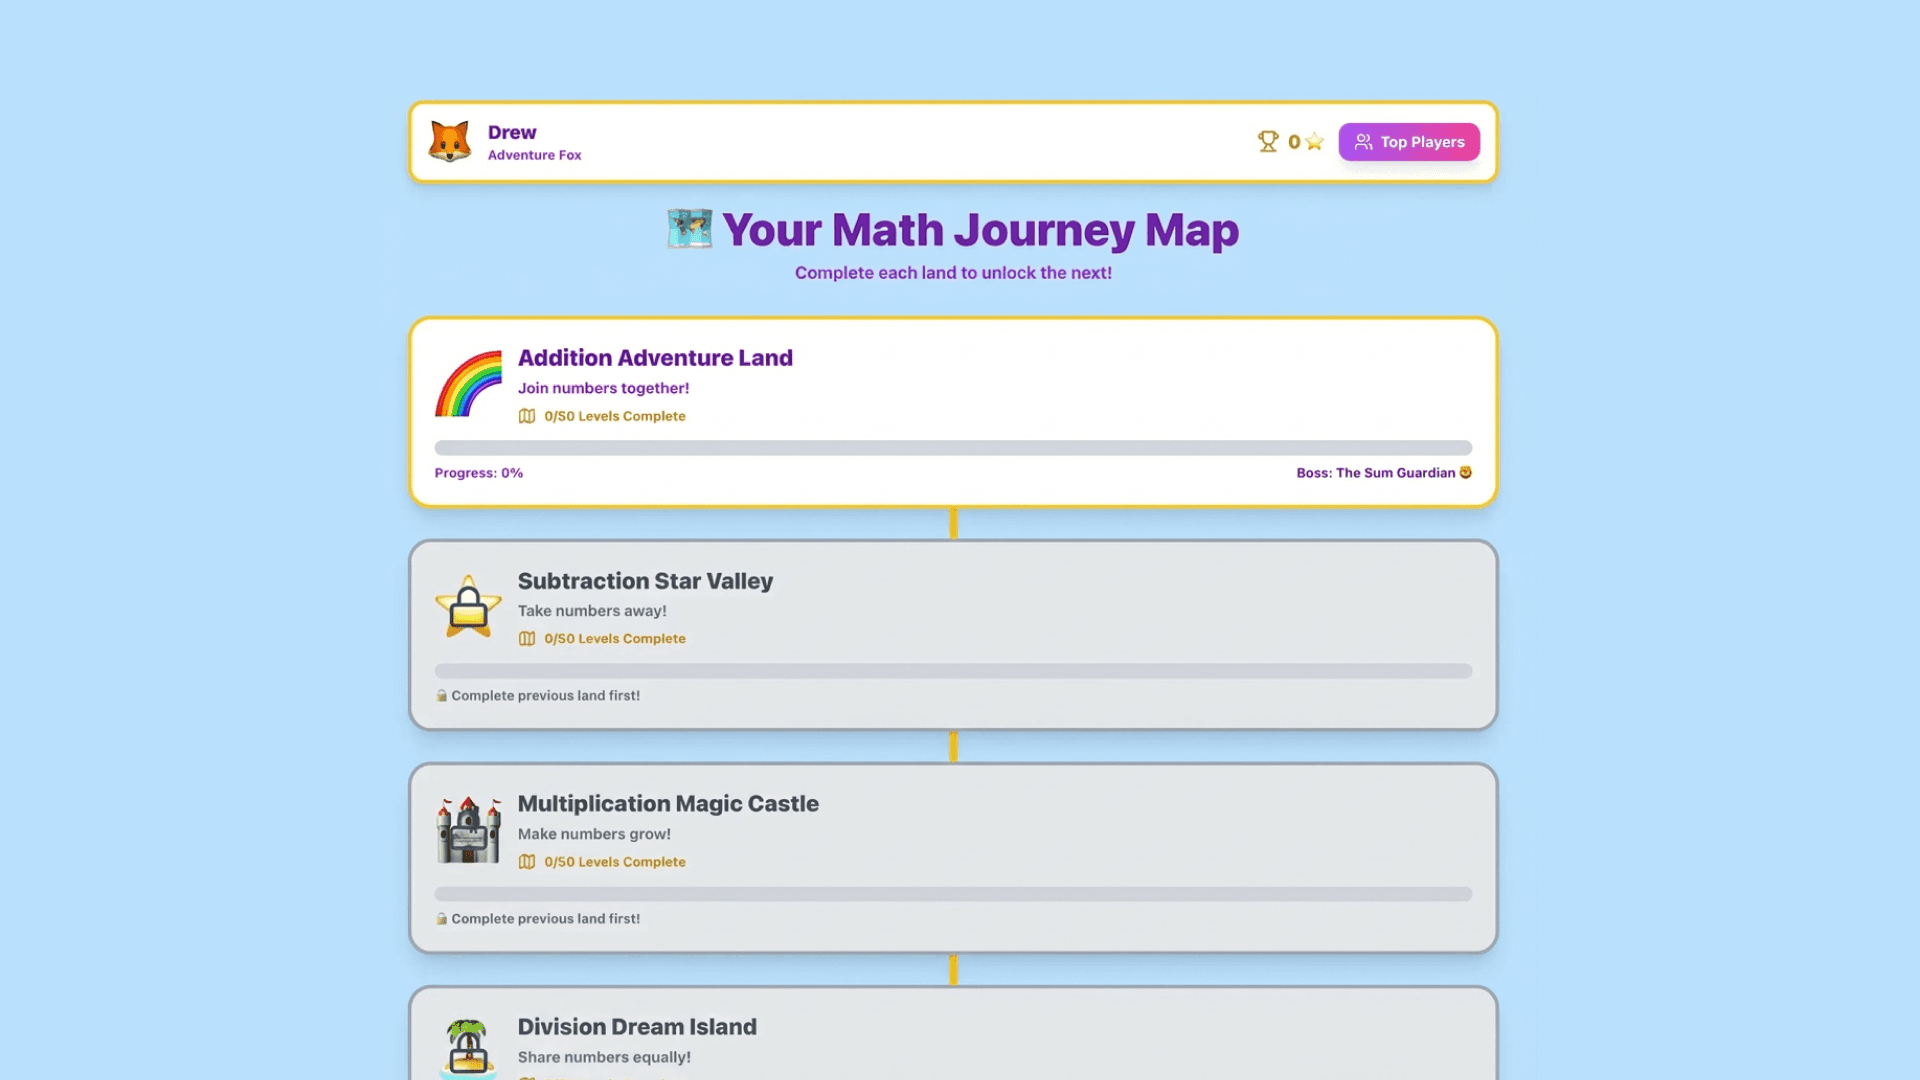 Drew
Adventure Fox
0
Top Players
Your Math Journey Map
Complete each land to unlock the next!
Addition Adventure Land
Join numbers together!
0/50 Levels Complete
Progress: 0%
Boss: The Sum Guardian
Subtraction Star Valley
Take numbers away!
0/50 Levels Complete
Complete previous land first!
Multiplication Magic Castle
Make numbers grow!
0/50 Levels Complete
Complete previous land first!
Division Dream Island
Share numbers equally!